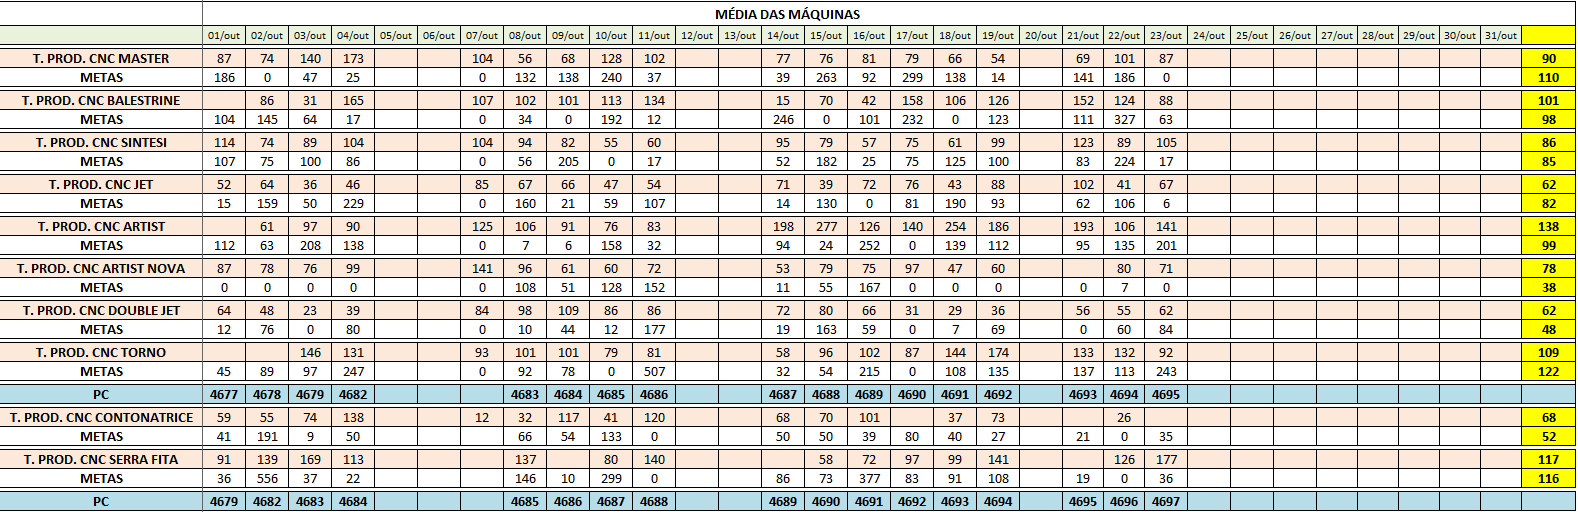 MÉDIA DAS MÁQUINAS
01/out 02/out 03/out 04/out 05/out 06/out 07/out 08/out 09/out 10/out 11/out 12/out 13/out 14/out 15/out 16/out 17/out 18/out 19/out 20/out 21/out 22/out 23/out 24/out 25/out 26/out 27/out 28/out 29/out 30/out 31/out
T. PROD. CNC MASTER 87 74 140 173 104 56 68 128 102 77 76 81 79 66 54 69 101 87 90
METAS 186 0 47 25 0 132 138 240 37 39 263 92 299 138 14 141 186 0 110
T. PROD. CNC BALESTRINE 86 31 165 107 102 101 113 134 15 70 42 158 106 126 152 124 88 101
METAS 104 145 64 17 0 34 0 192 12 246 0 101 232 0 123 111 327 63 98
T. PROD. CNC SINTESI 114 74 89 104 104 94 82 55 60 95 79 57 75 61 99 123 89 105 86
METAS 107 75 100 86 0 56 205 0 17 52 182 25 75 125 100 83 224 17 85
T. PROD. CNC JET 52 64 36 46 85 67 66 47 54 71 39 72 76 43 88 102 41 67 62
METAS 15 159 50 229 0 160 21 59 107 14 130 0 81 190 93 62 106 6 82
T. PROD. CNC ARTIST 61 97 90 125 106 91 76 83 198 277 126 140 254 186 193 106 141 138
METAS 112 63 208 138 0 7 6 158 32 94 24 252 0 139 112 95 135 201 99
T. PROD. CNC ARTIST NOVA 87 78 76 99 141 96 61 60 72 53 79 75 97 47 60 80 71 78
METAS 0 0 0 0 0 108 51 128 152 11 55 167 0 0 0 0 7 0 38
T. PROD. CNC DOUBLE JET 64 48 23 39 84 98 109 86 86 72 80 66 31 29 36 56 55 62 62
METAS 12 76 0 80 0 10 44 12 177 19 163 59 0 7 69 0 60 84 48
T. PROD. CNC TORNO 146 131 93 101 101 79 81 58 96 102 87 144 174 133 132 92 109
METAS 45 89 97 247 0 92 78 0 507 32 54 215 0 108 135 137 113 243 122
PC 4677 4678 4679 4682 4683 4684 4685 4686 4687 4688 4689 4690 4691 4692 4693 4694 4695
T. PROD. CNC CONTONATRICE 59 55 74 138 12 32 117 41 120 68 70 101 37 73 26 68
METAS 41 191 9 50 66 54 133 0 50 50 39 80 40 27 21 0 35 52
T. PROD. CNC SERRA FITA 91 139 169 113 137 80 140 58 72 97 99 141 126 177 117
METAS 36 556 37 22 146 10 299 0 86 73 377 83 91 108 19 0 36 116
PC 4679 4682 4683 4684 4685 4686 4687 4688 4689 4690 4691 4692 4693 4694 4695 4696 4697